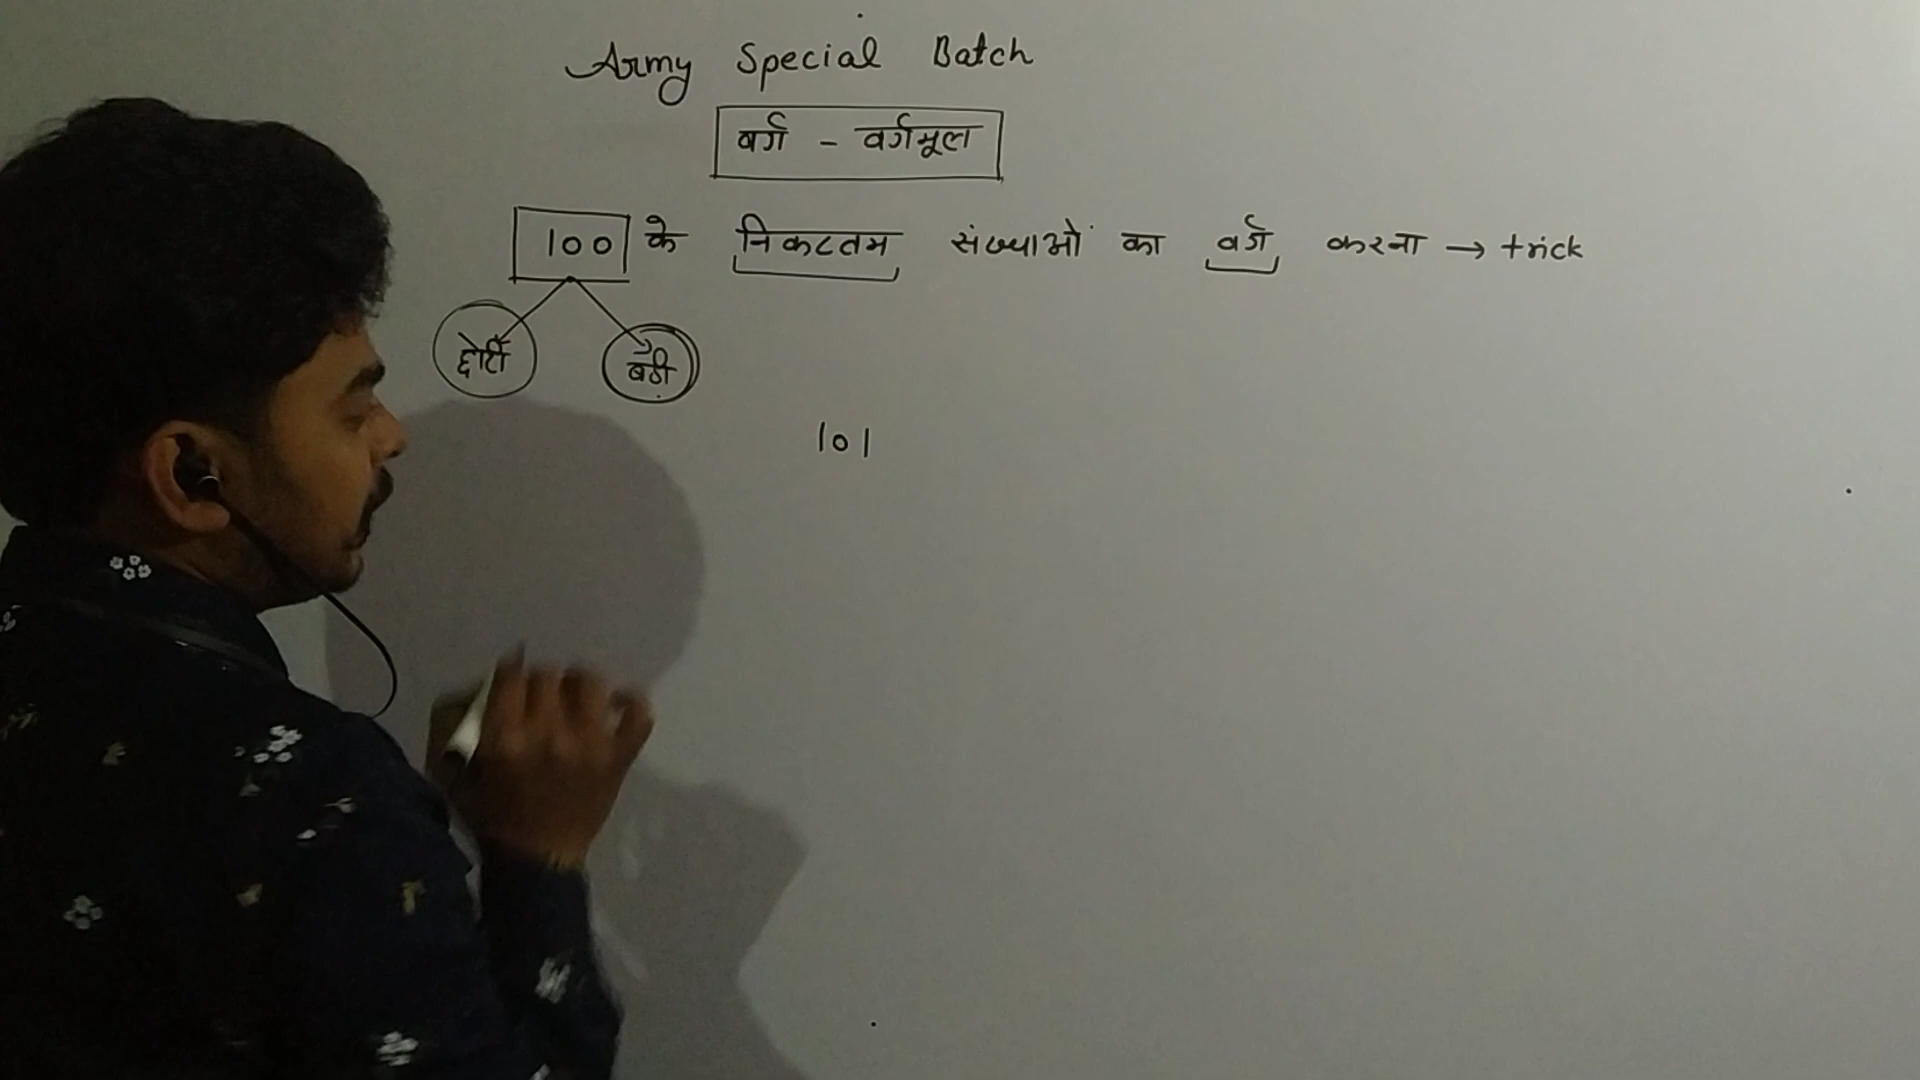 Army Special Batch
वर्ग - वर्गमूल
100 के निकटतम संख्याओं का वर्ग करना → trick
छोटी बडी
101